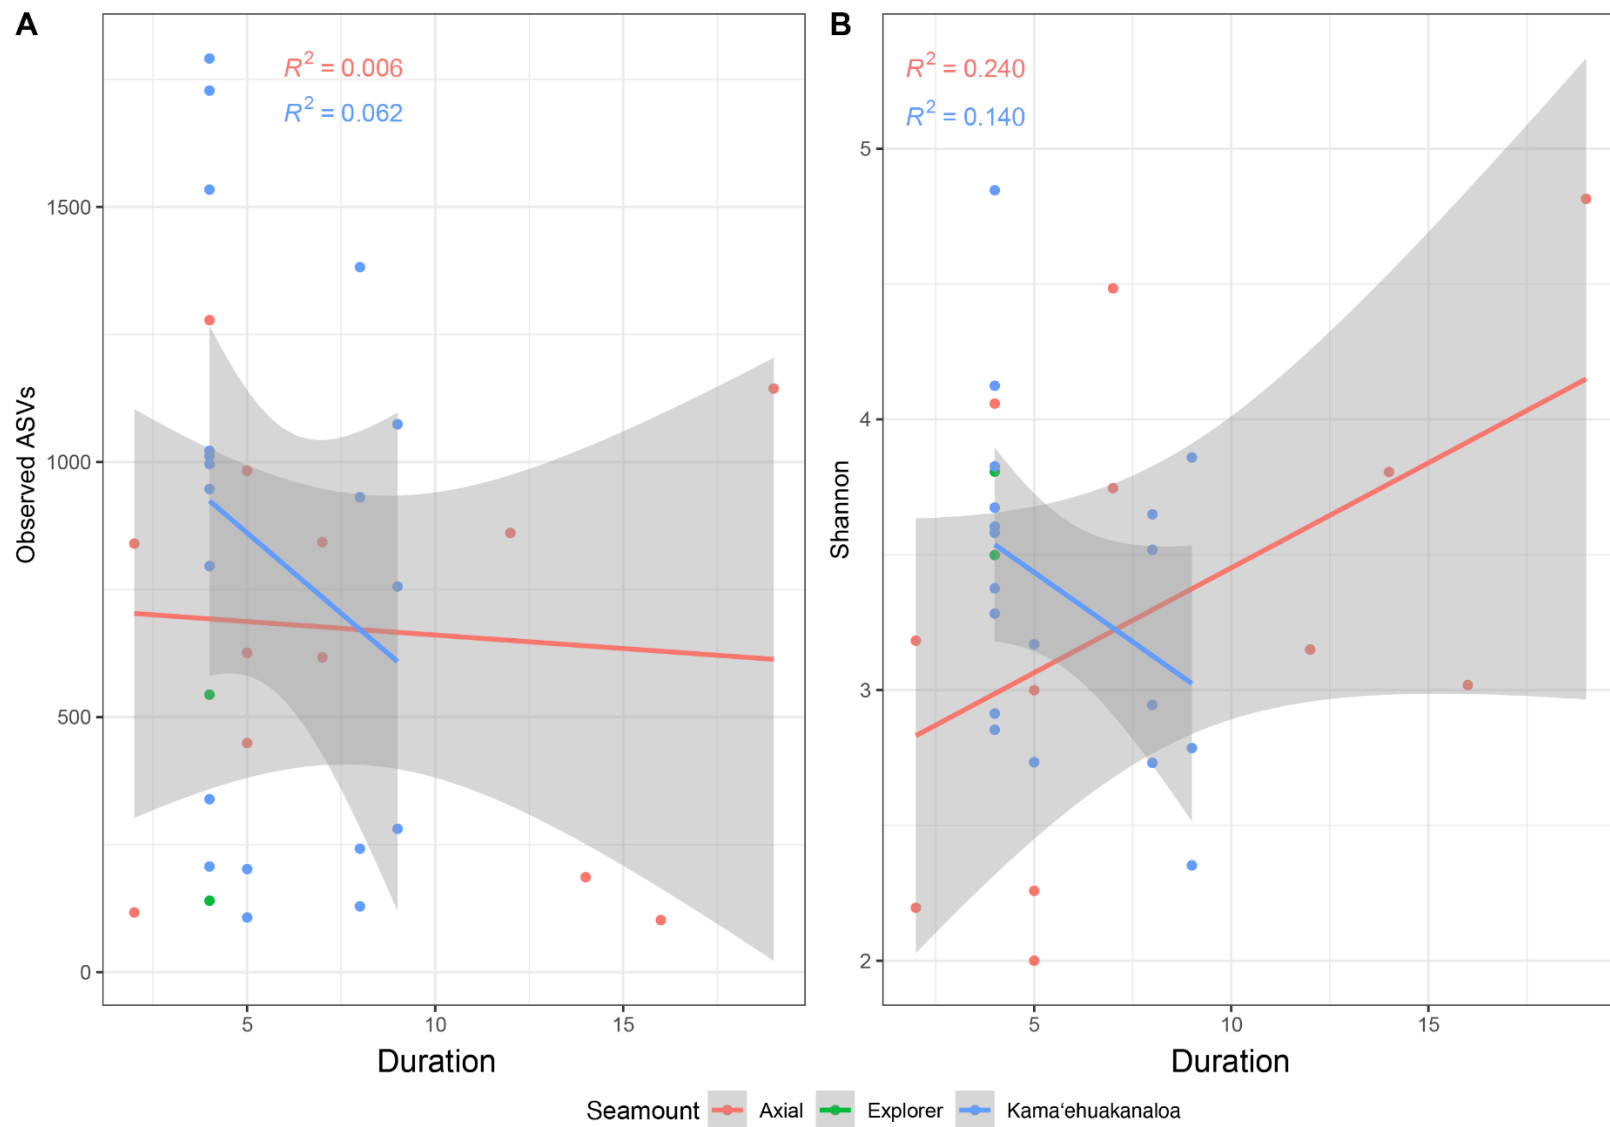 A
R² = 0.006
R² = 0.062
Observed ASVs
1500
1000
500
0
5 10 15
Duration
B
R² = 0.240
R² = 0.140
Shannon
5
4
3
2
5 10 15
Duration
Seamount Axial Explorer Kamaʻehuakanaloa